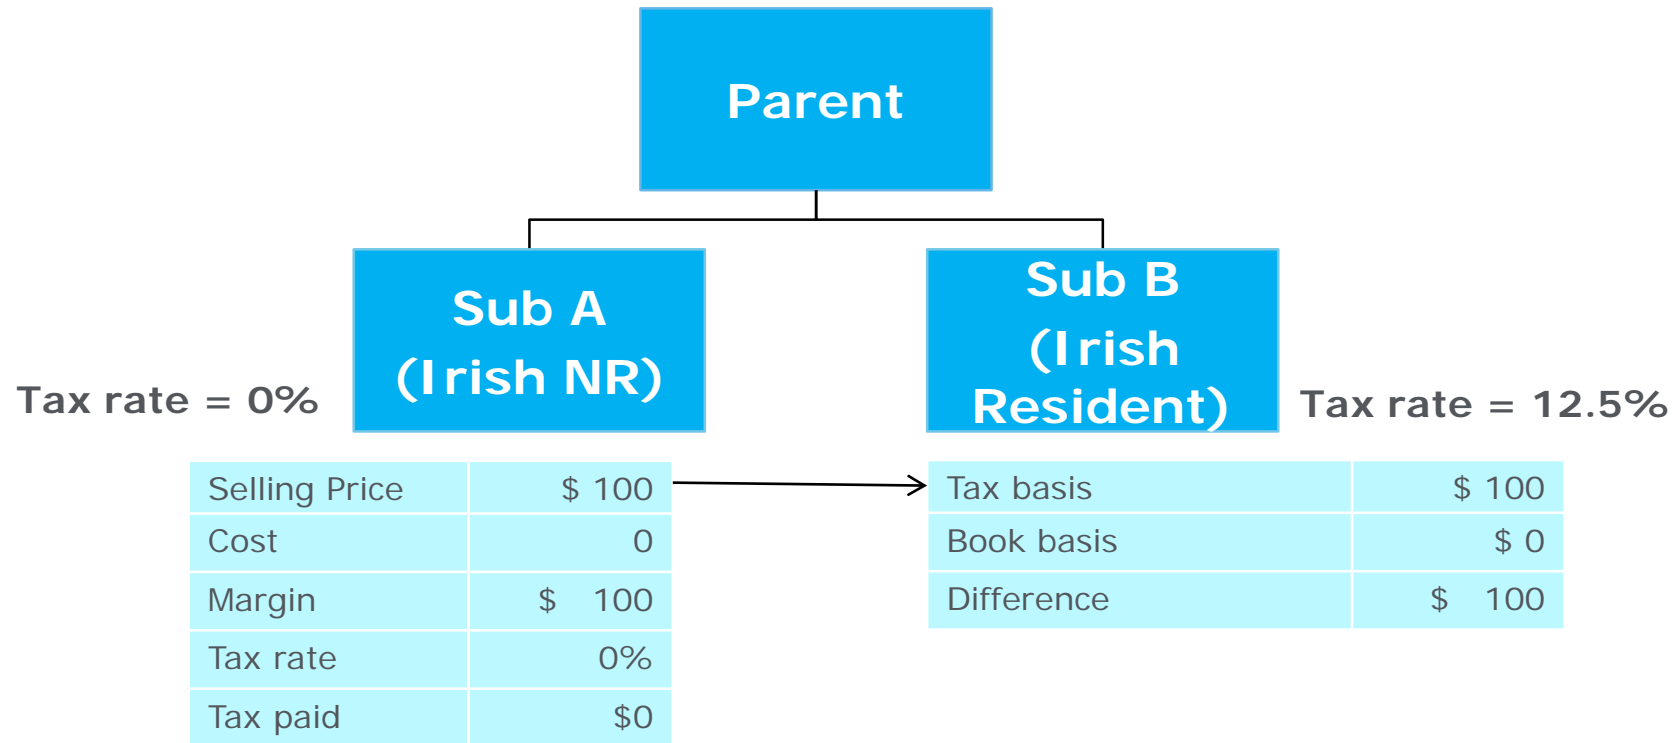 Parent
Sub A
(Irish NR)
Sub B
(Irish
Resident)
Tax rate = 0%
Tax rate = 12.5%
Selling Price $ 100
Cost 0
Margin $ 100
Tax rate 0%
Tax paid $0
Tax basis $ 100
Book basis $ 0
Difference $ 100